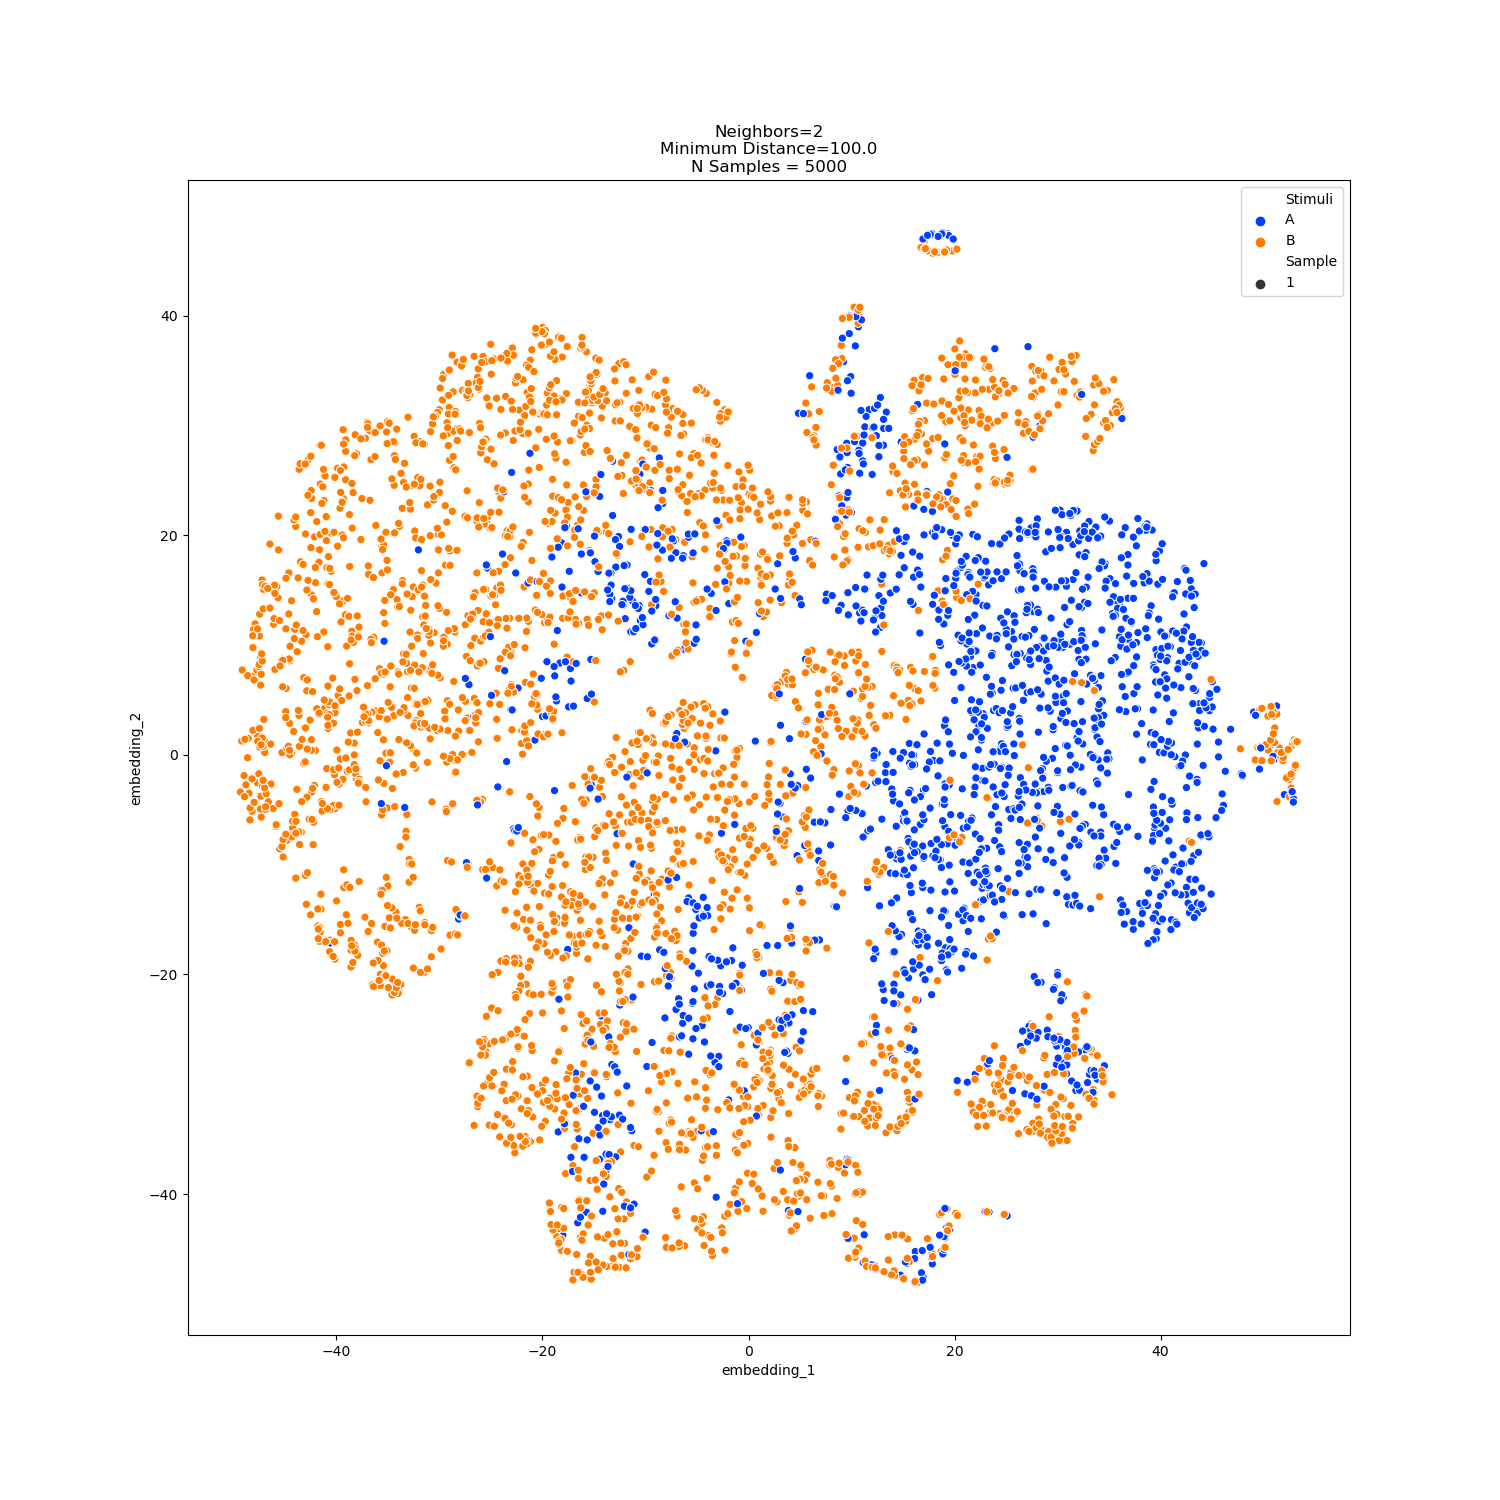 Neighbors=2
Minimum Distance=100.0
N Samples = 5000
Stimuli
A
B
Sample
1
40
20
0
−20
−40
embedding_2
−40
−20
0
20
40
embedding_1